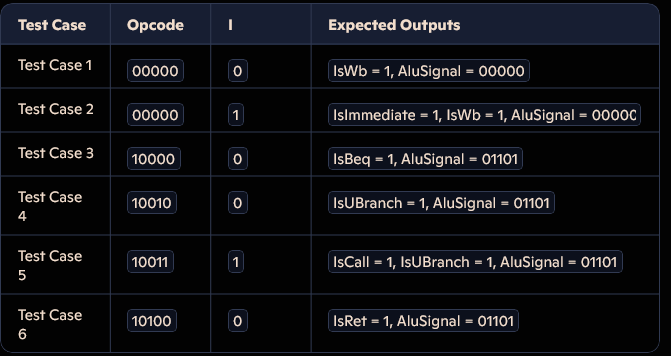 Test Case Opcode I Expected Outputs
Test Case 1 00000 0 IsWb = 1, AluSignal = 00000
Test Case 2 00000 1 IsImmediate = 1, IsWb = 1, AluSignal = 00000
Test Case 3 10000 0 IsBeq = 1, AluSignal = 01101
Test Case
4 10010 0 IsUBranch = 1, AluSignal = 01101
Test Case
5 10011 1 IsCall = 1, IsUBranch = 1, AluSignal = 01101
Test Case
6 10100 0 IsRet = 1, AluSignal = 01101